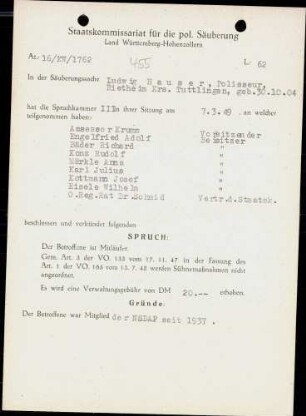 Staatskommissariat für die pol. Säuberung
Land Württemberg-Hohenzollern
Az: 16/TT/1762
455
L: 62
In der Säuberungssache Ludwig Hauser, Polisseur,
Rietheim Krs. Tuttlingen, geb. 30.10.04
hat die Spruchkammer III in ihrer Sitzung am 7.3.49. an welcher
teilgenommen haben:
Assessor Krumm Vorsitzender
Engelfried Adolf Beisitzer
Bäder Richard "
Konz Rudolf "
Märkle Anna "
Karl Julius "
Kottmann Josef "
Eisele Wilhelm "
O.Reg.Rat Dr. Schmid Vertr.d.Staatsk.
beschlossen und verkündet folgenden
SPRUCH:
Der Betroffene ist Mitläufer.
Gem. Art. 3 der VO 133 vom 17. 11. 47 in der Fassung des
Art. 1 der VO 165 vom 13. 7. 48 werden Sühnemaßnahmen nicht
angeordnet.
Es wird eine Verwaltungsgebühr von DM 20.-- erhoben.
Gründe:
Der Betroffene war Mitglied der NSDAP seit 1937.